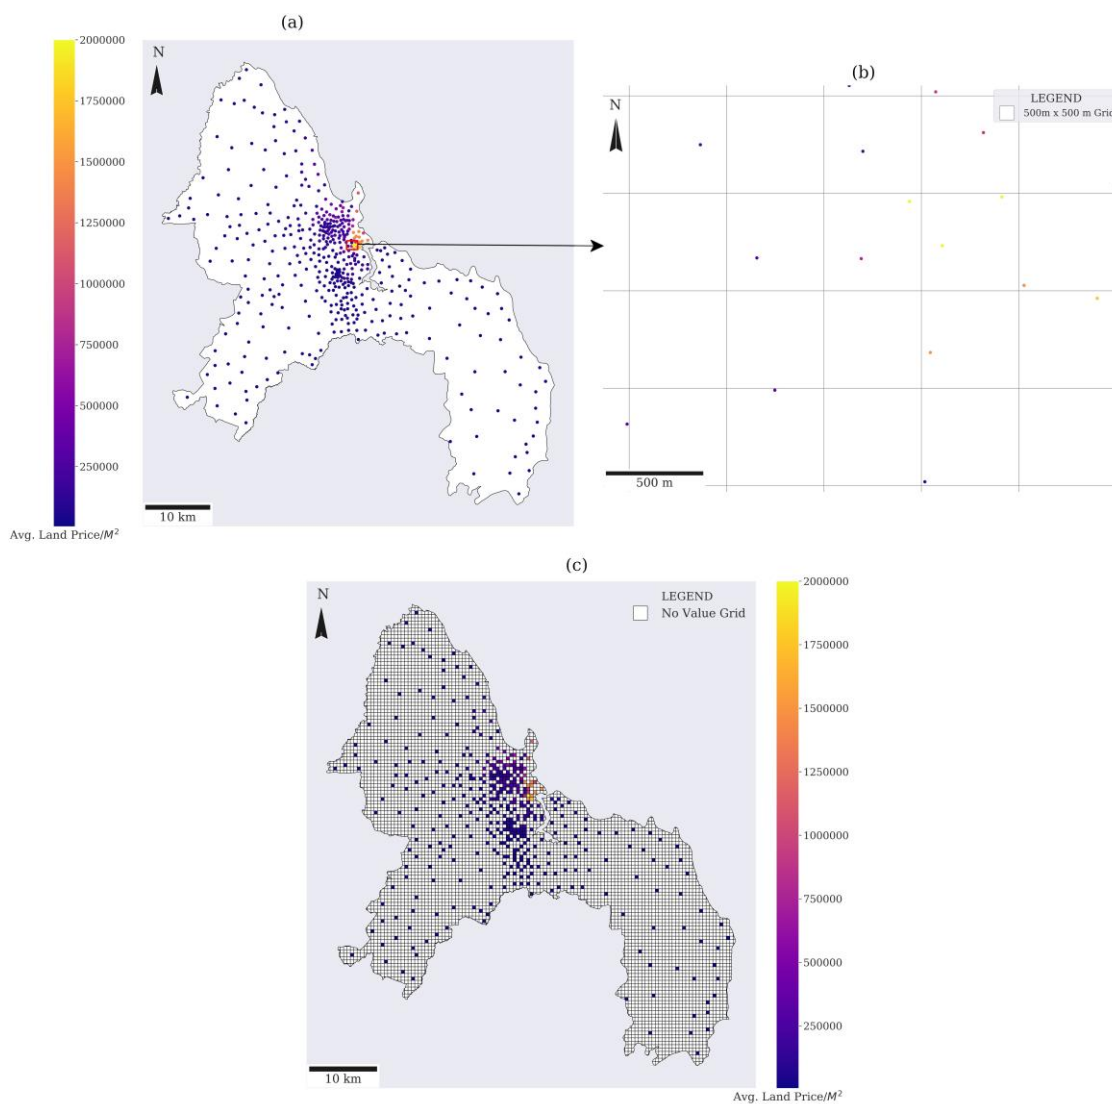 (a)
2000000
1750000
1500000
1250000
1000000
750000
500000
250000
Avg. Land Price/M²
N
10 km
(b)
N
LEGEND
500m x 500 m Grid
500 m
(c)
N
LEGEND
No Value Grid
10 km
2000000
1750000
1500000
1250000
1000000
750000
500000
250000
Avg. Land Price/M²